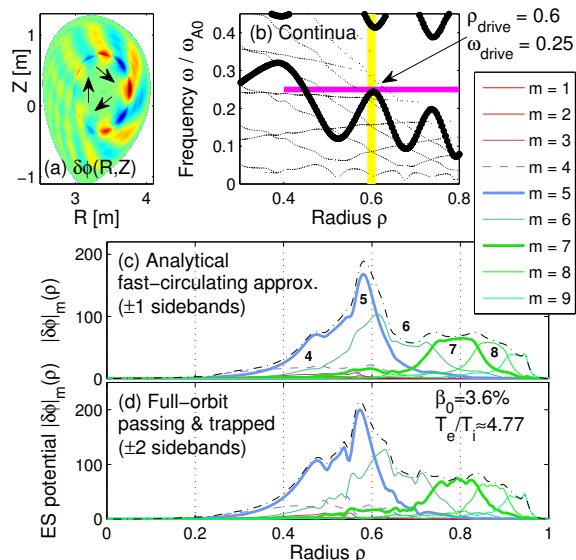 Z [m]
1
0
−1
(a) δϕ(R,Z)
3
4
R [m]
Frequency ω / ω_A0
0.4
0.3
0.2
0.1
0
(b) Continua
0.4
0.6
0.8
Radius ρ
ρ_drive = 0.6
ω_drive = 0.25
m = 1
m = 2
m = 3
m = 4
m = 5
m = 6
m = 7
m = 8
m = 9
|δϕ|_m(ρ)
200
100
0
(c) Analytical
fast−circulating approx.
(±1 sidebands)
4
5
6
7
8
ES potential |δϕ|_m(ρ)
200
100
0
(d) Full−orbit
passing & trapped
(±2 sidebands)
β_0=3.6%
T_e/T_i≈4.77
0
0.2
0.4
0.6
0.8
1
Radius ρ